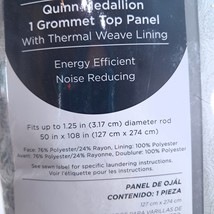 Quinn Medallion
1 Grommet Top Panel
With Thermal Weave Lining
Energy Efficient
Noise Reducing
Fits up to 1.25 in (3.17 cm) diameter rod
50 in x 108 in (127 cm x 274 cm)
Face: 76% Polyester/24% Rayon, Lining: 100% Polyester
76% Polyester/24% Rayonne, Doublure: 100% Polyester
See sewn label for specific laundering instructions.
PANEL DE OJAL
CONTENIDO: 1 PIEZA
127 cm x 274 cm
PARA VARILLAS DE